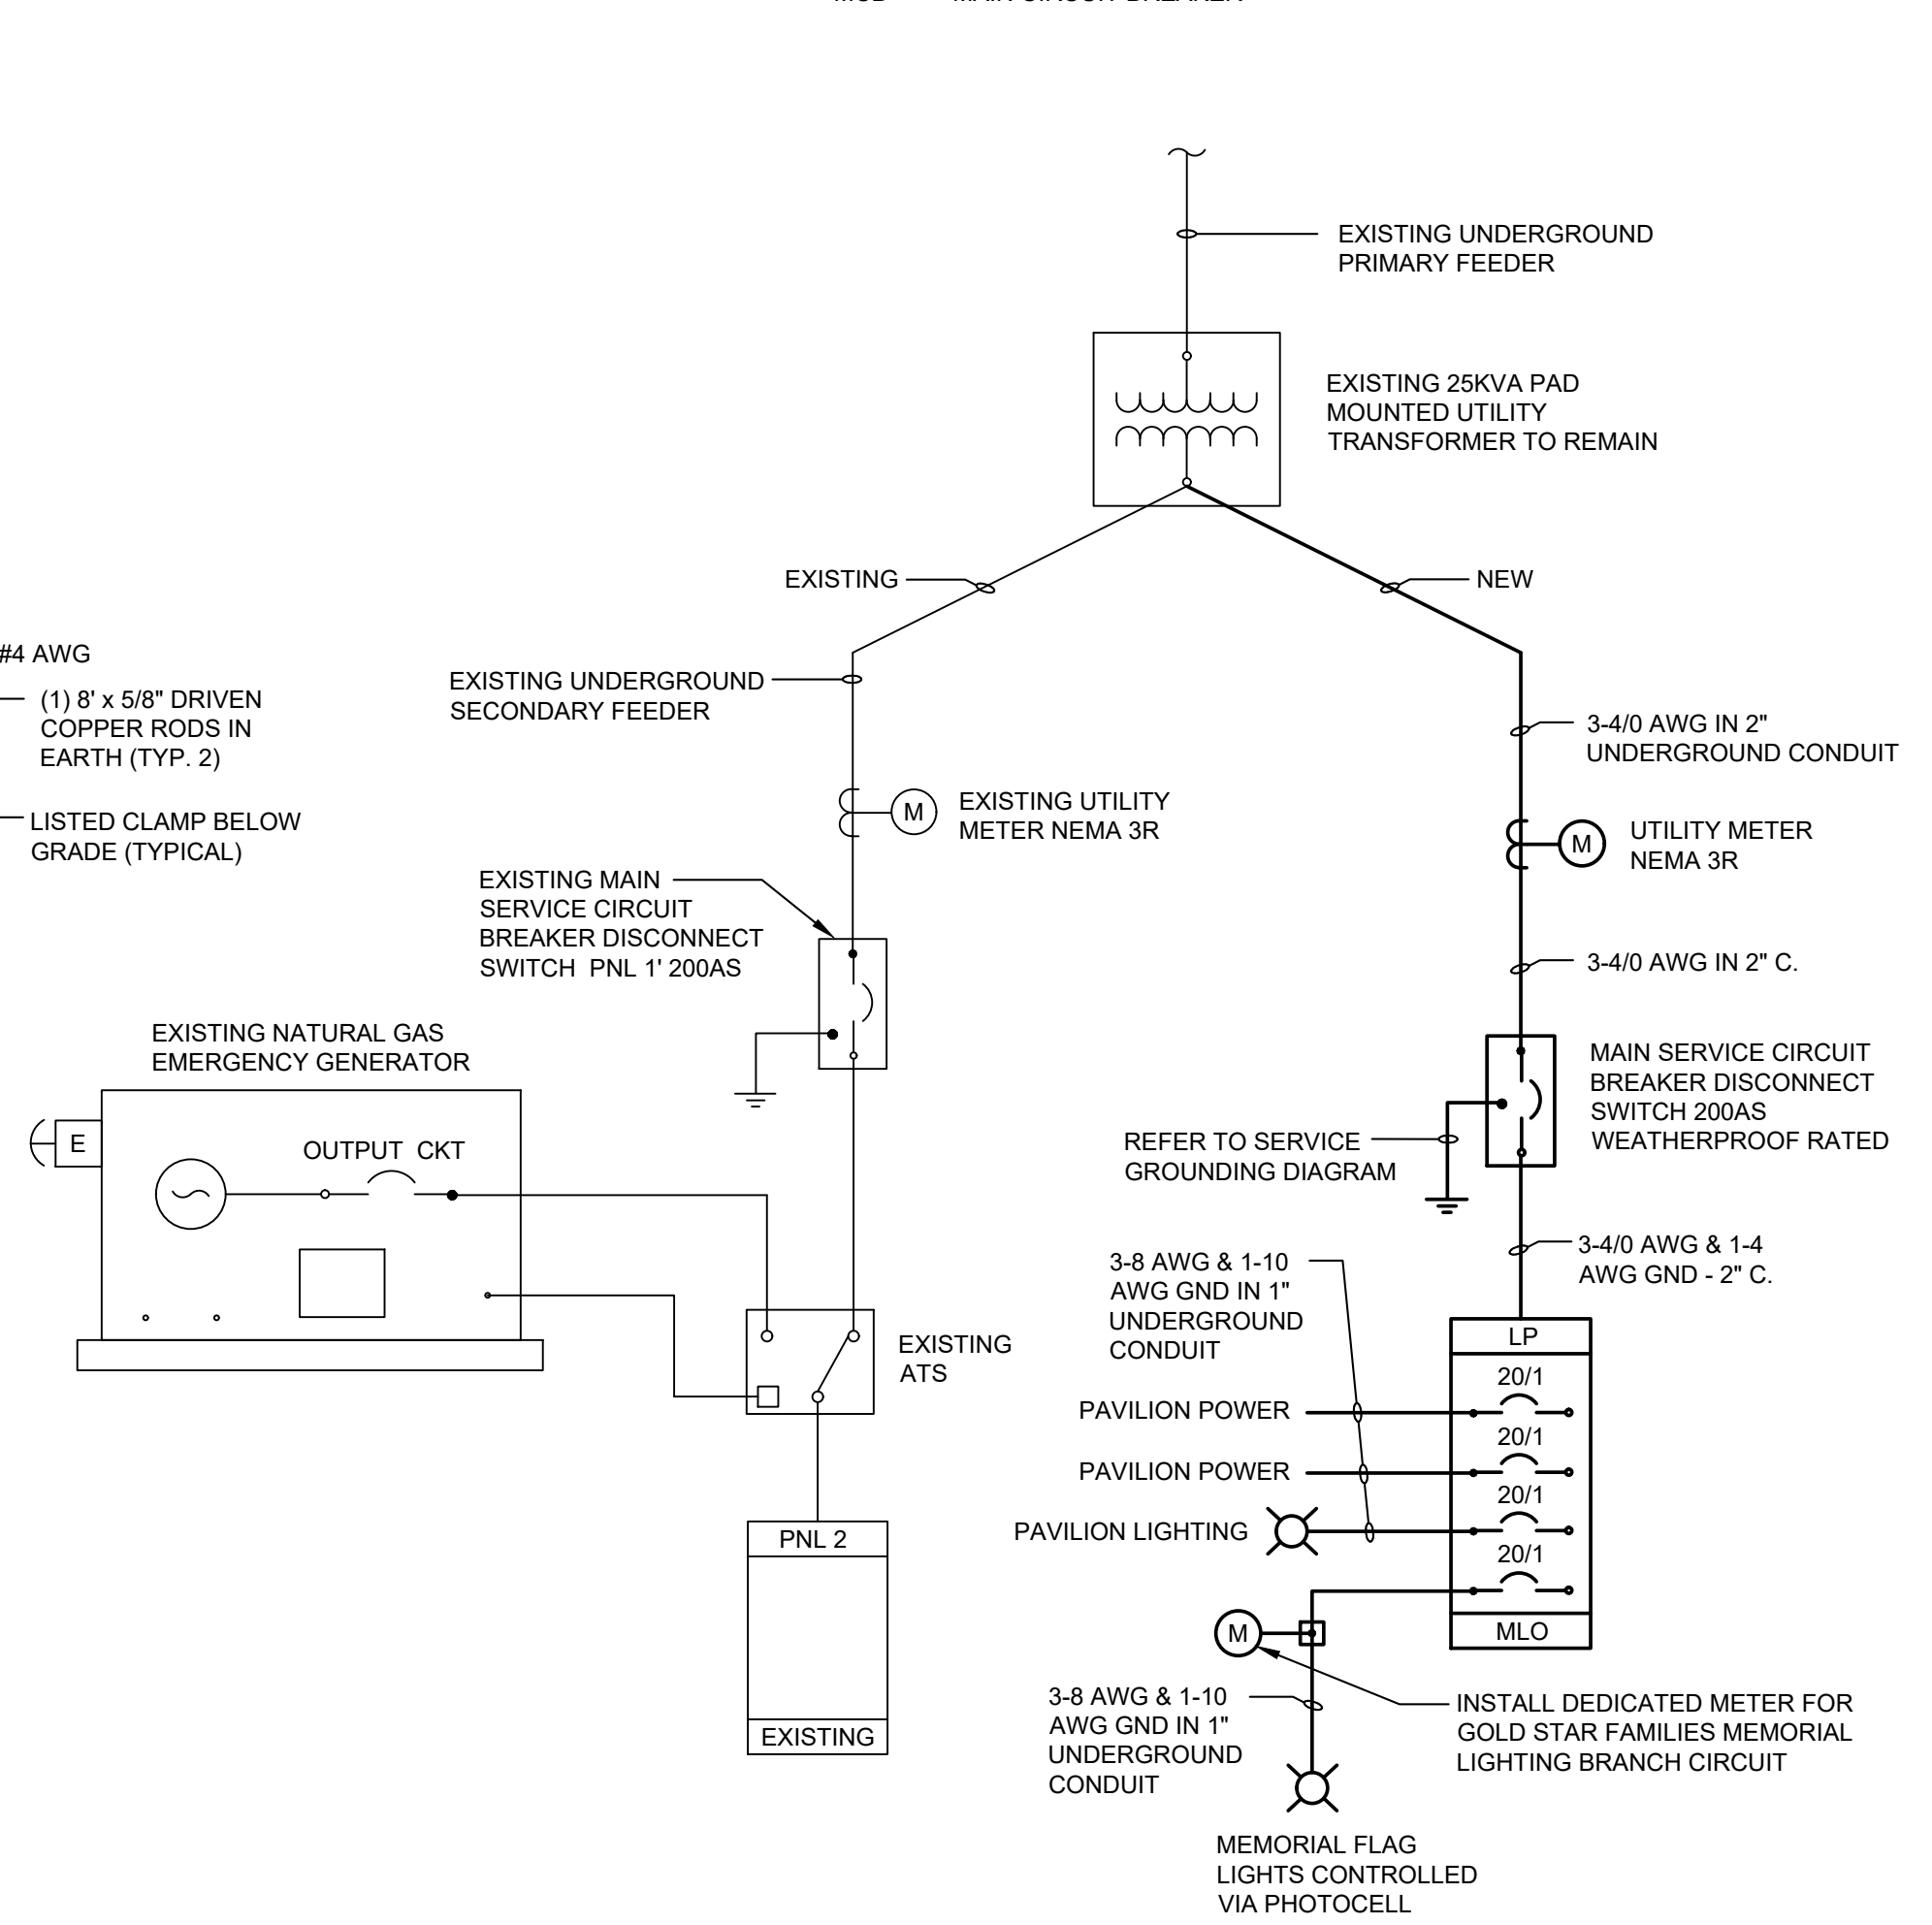 EXISTING UNDERGROUND
PRIMARY FEEDER
EXISTING 25KVA PAD
MOUNTED UTILITY
TRANSFORMER TO REMAIN
EXISTING
NEW
#4 AWG
(1) 8' x 5/8" DRIVEN
COPPER RODS IN
EARTH (TYP. 2)
LISTED CLAMP BELOW
GRADE (TYPICAL)
EXISTING UNDERGROUND
SECONDARY FEEDER
3-4/0 AWG IN 2"
UNDERGROUND CONDUIT
M
EXISTING UTILITY
METER NEMA 3R
M
UTILITY METER
NEMA 3R
EXISTING MAIN
SERVICE CIRCUIT
BREAKER DISCONNECT
SWITCH  PNL 1' 200AS
3-4/0 AWG IN 2" C.
EXISTING NATURAL GAS
EMERGENCY GENERATOR
E
OUTPUT  CKT
MAIN SERVICE CIRCUIT
BREAKER DISCONNECT
SWITCH 200AS
WEATHERPROOF RATED
REFER TO SERVICE
GROUNDING DIAGRAM
3-4/0 AWG & 1-4
AWG GND - 2" C.
3-8 AWG & 1-10
AWG GND IN 1"
UNDERGROUND
CONDUIT
EXISTING
ATS
LP
20/1
PAVILION POWER
20/1
PAVILION POWER
20/1
PAVILION LIGHTING
20/1
MLO
PNL 2
EXISTING
M
3-8 AWG & 1-10
AWG GND IN 1"
UNDERGROUND
CONDUIT
INSTALL DEDICATED METER FOR
GOLD STAR FAMILIES MEMORIAL
LIGHTING BRANCH CIRCUIT
MEMORIAL FLAG
LIGHTS CONTROLLED
VIA PHOTOCELL